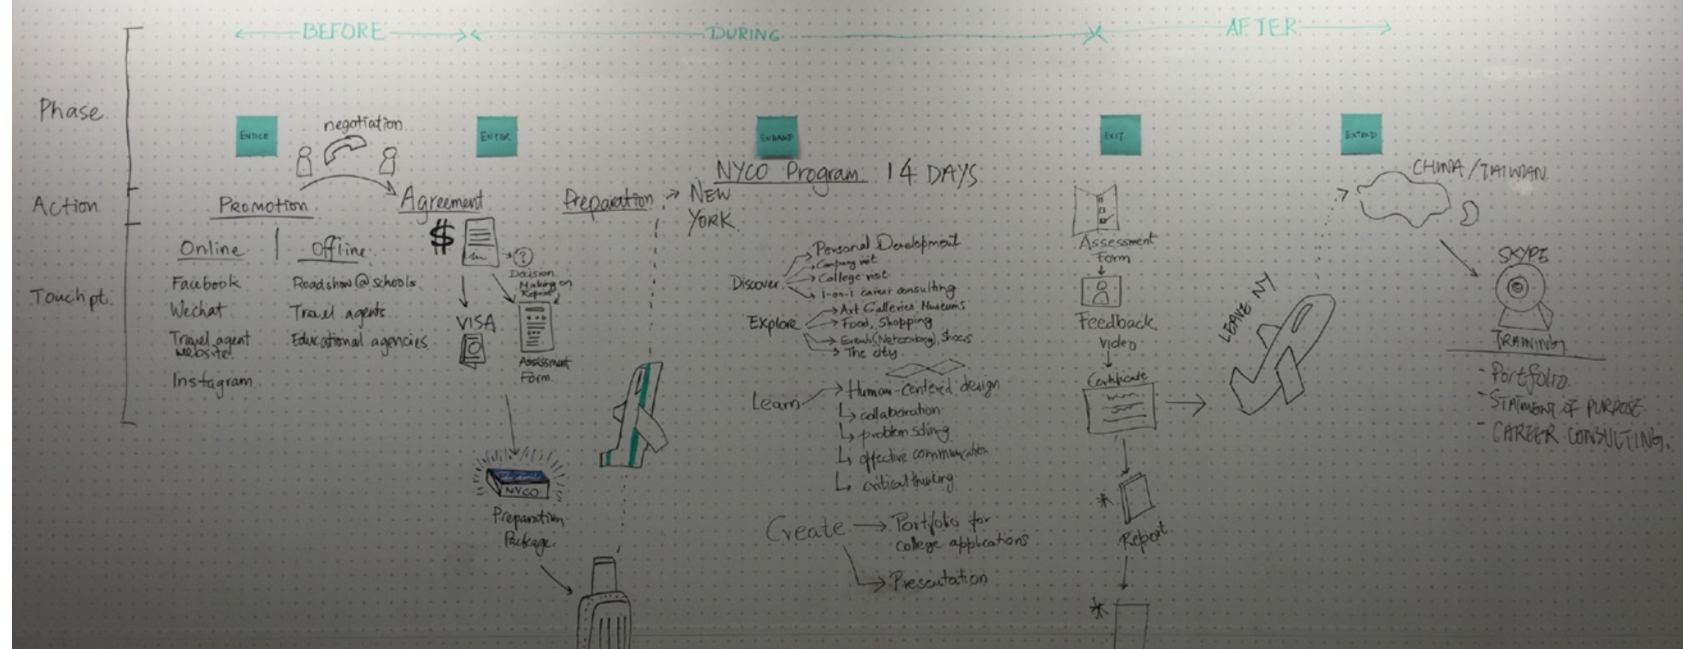 BEFORE
DURING
AFTER
Phase
ENTICE
negotiation
ENTER
ENGAGE
EXIT
EXTEND
NYCO Program 14 DAYS
CHINA / TAIWAN
Action
PROMOTION
Agreement
Preparation
NEW
YORK
Touch pt.
Online
Offline
Facebook
Wechat
Travel agent
website
Instagram
Roadshow @ schools
Travel agents
Educational agencies
$
?
Decision
Making on
VISA
Assessment
Form
NYCO
Preparation
Package
Discover
Personal Development
Company visit
College visit
1-on-1 career consulting
Explore
Art Galleries, Museums
Food, Shopping
Shows
The city
Learn
Human-centered design
collaboration
problem solving
effective communication
critical thinking
Create
Portfolio for
college applications
Presentation
Assessment
Form
Feedback
Video
Certificate
*
Report
*
LEAVE NY
SKYPE
TRAINING
- Portfolio
- STATMENT OF PURPOSE
- CAREER CONSULTING.